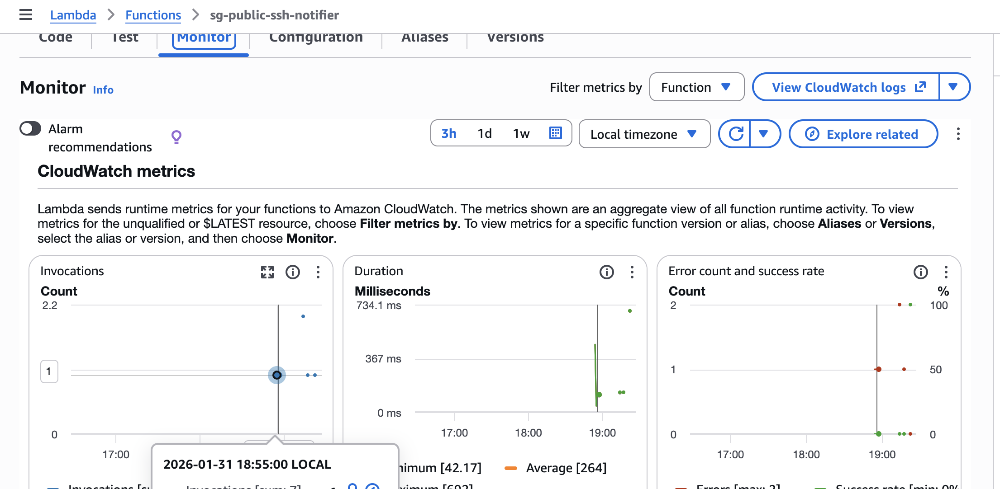 Lambda > Functions > sg-public-ssh-notifier
Code Test Monitor Configuration Aliases Versions
Monitor Info
Filter metrics by Function View CloudWatch logs
Alarm recommendations
3h 1d 1w Local timezone Explore related
CloudWatch metrics
Lambda sends runtime metrics for your functions to Amazon CloudWatch. The metrics shown are an aggregate view of all function runtime activity. To view
metrics for the unqualified or $LATEST resource, choose Filter metrics by. To view metrics for a specific function version or alias, choose Aliases or Versions,
select the alias or version, and then choose Monitor.
Invocations
Count
2.2
1
0
17:00
2026-01-31 18:55:00 LOCAL
Invocations [sum: 7]
Invocations
Duration
Milliseconds
734.1 ms
367 ms
0 ms
17:00 18:00 19:00
nimum [42.17] Average [264]
ximum [692]
Error count and success rate
Count %
2 100
1 50
0 0
17:00 18:00 19:00
Errors [max: 2] Success rate [min: 0%